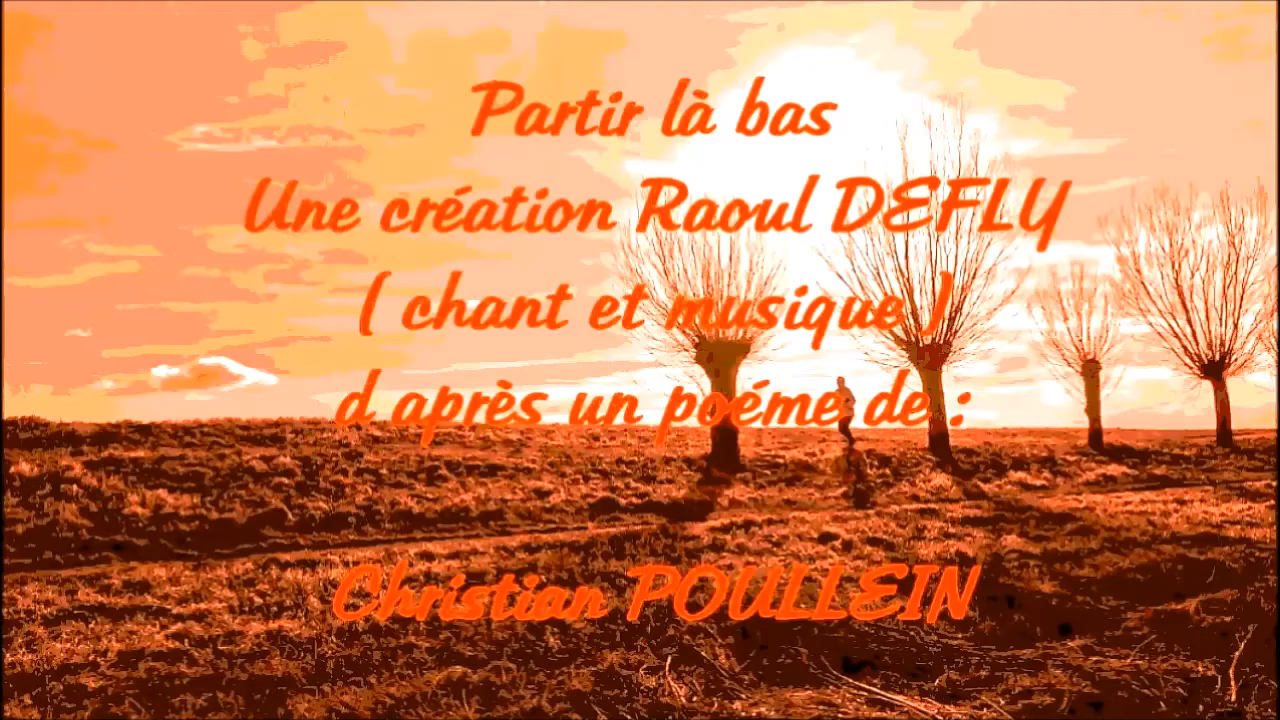 Partir là bas
Une création Raoul DEFLY
( chant et musique )
d après un poéme de :
Christian POULLEIN